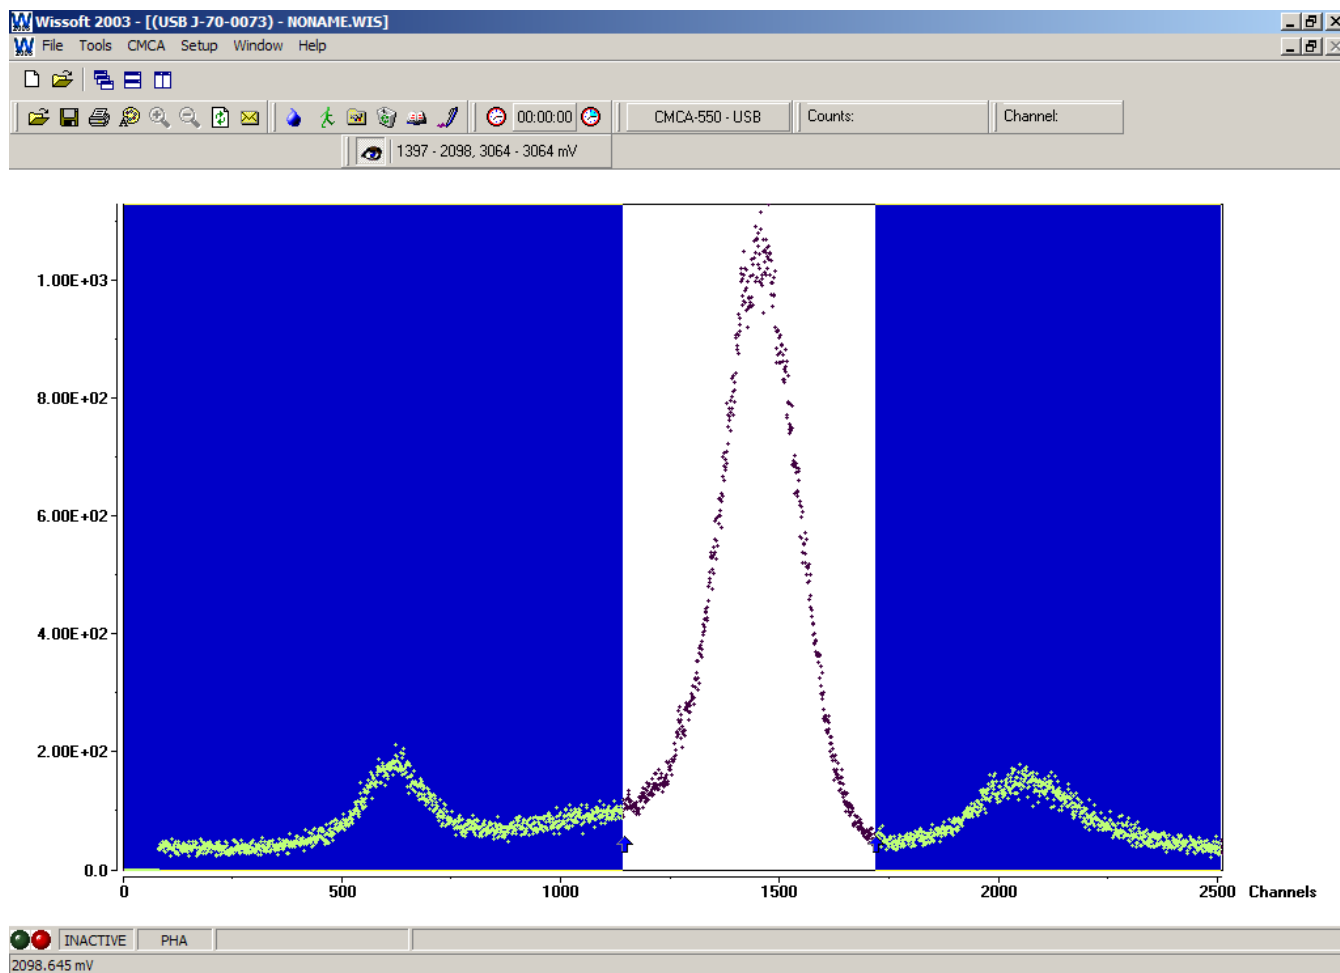 Wissoft 2003 - [(USB J-70-0073) - NONAME.WIS]
File Tools CMCA Setup Window Help
00:00:00 CMCA-550 - USB Counts: Channel:
1397 - 2098, 3064 - 3064 mV
1.00E+03
8.00E+02
6.00E+02
4.00E+02
2.00E+02
0.0
0 500 1000 1500 2000 2500 Channels
INACTIVE PHA
2098.645 mV